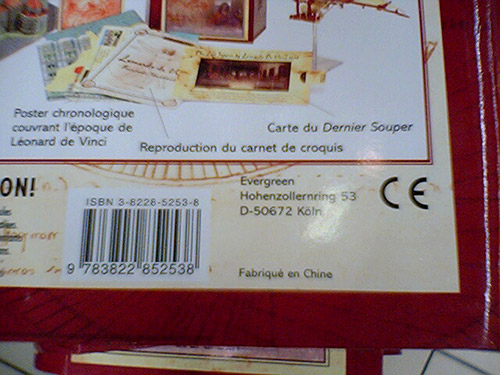 Poster chronologique
couvrant l'époque de
Léonard de Vinci
Carte du Dernier Souper
Reproduction du carnet de croquis
ON!
ISBN 3-8228-5253-8
9 783822 852538
Evergreen
Hohenzollernring 53
D-50672 Köln
CE
Fabriqué en Chine